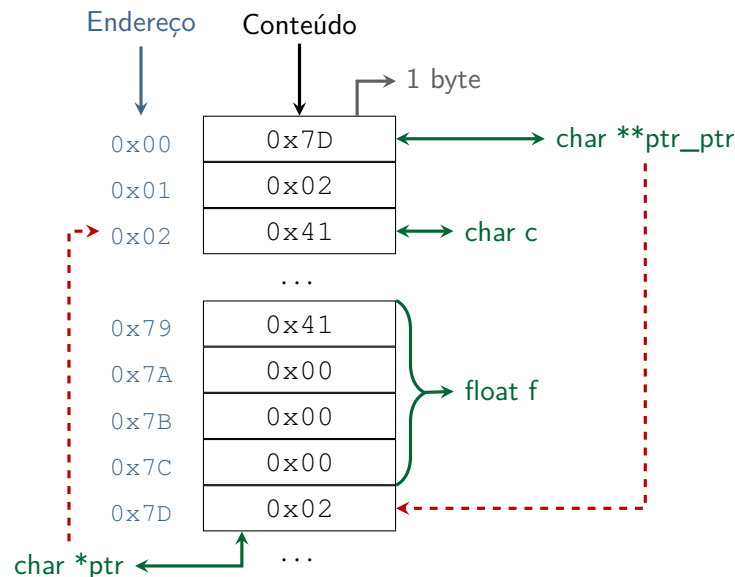 Endereço Conteúdo
1 byte
0x00 0x7D char **ptr_ptr
0x01 0x02
0x02 0x41 char c
...
0x79 0x41
0x7A 0x00
float f
0x7B 0x00
0x7C 0x00
0x7D 0x02
char *ptr ...